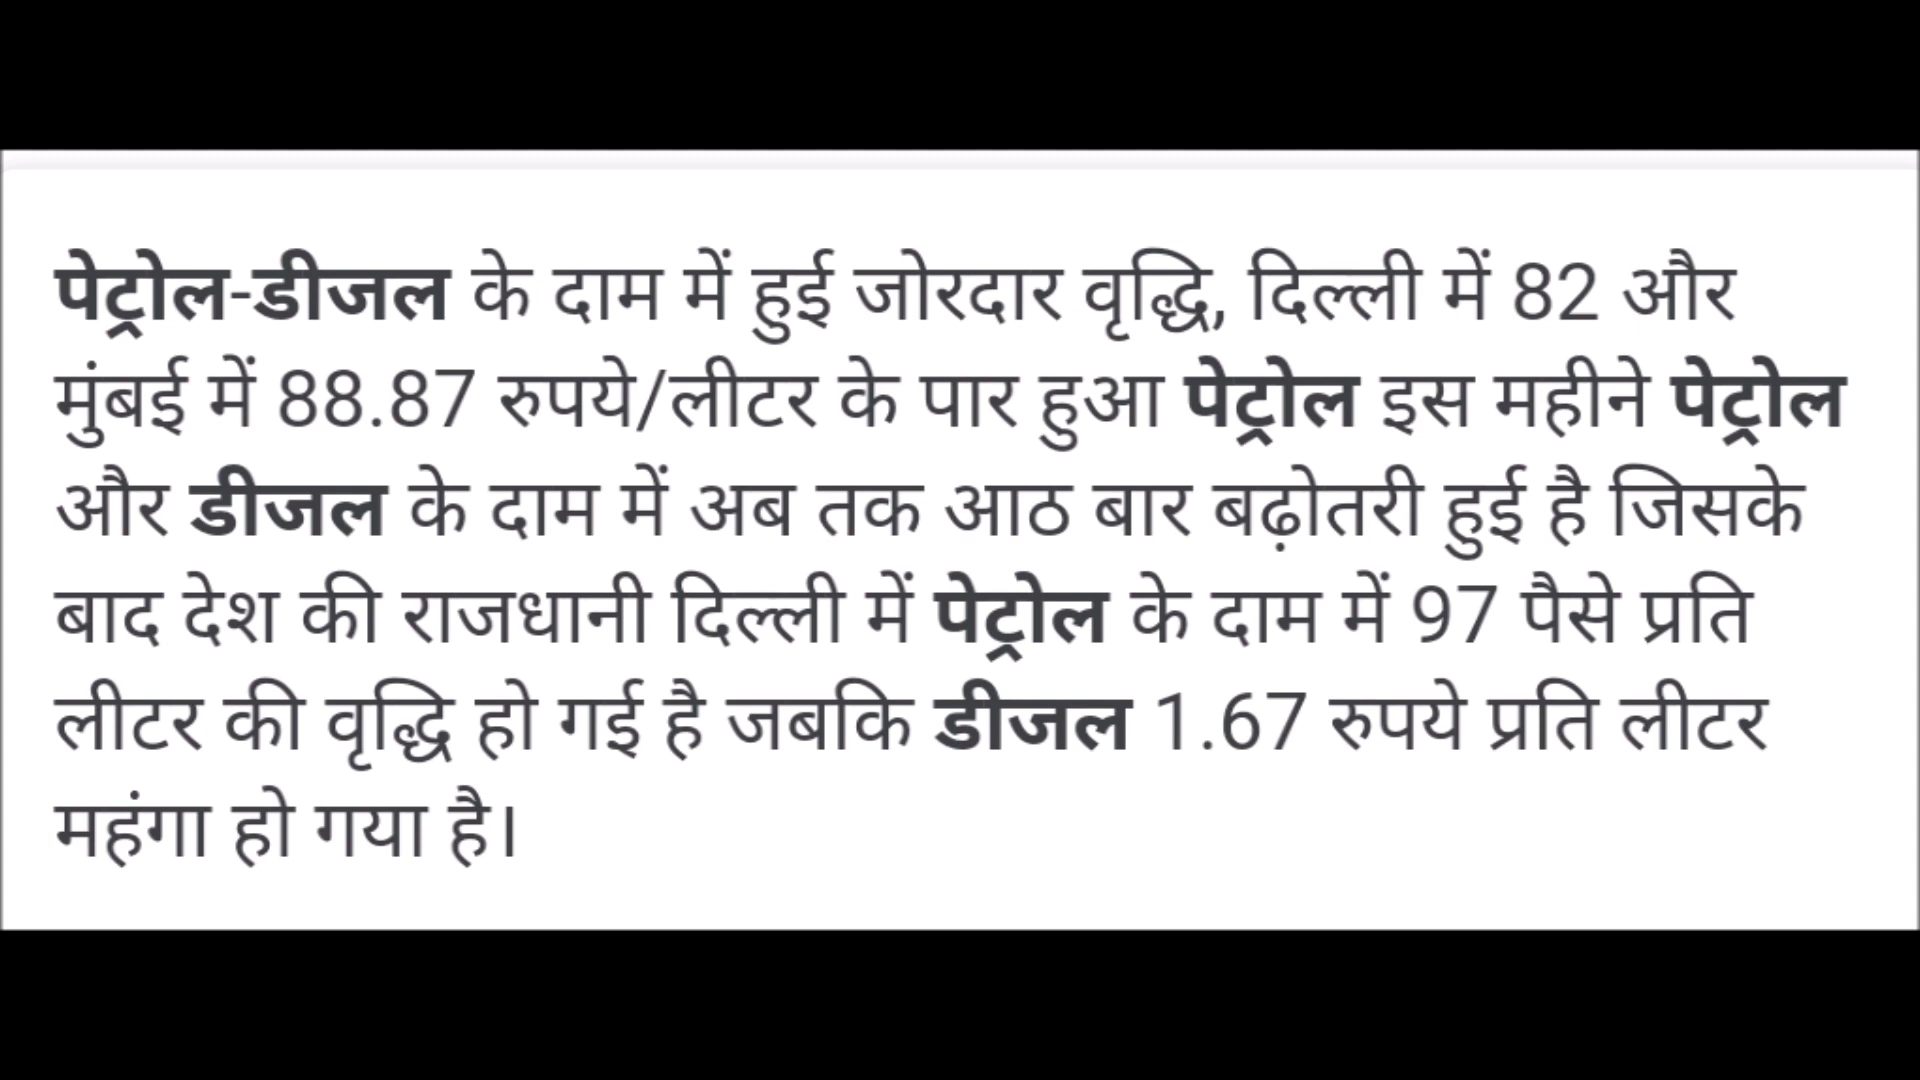 पेट्रोल-डीजल के दाम में हुई जोरदार वृद्धि, दिल्ली में 82 और
मुंबई में 88.87 रुपये/लीटर के पार हुआ पेट्रोल इस महीने पेट्रोल
और डीजल के दाम में अब तक आठ बार बढ़ोतरी हुई है जिसके
बाद देश की राजधानी दिल्ली में पेट्रोल के दाम में 97 पैसे प्रति
लीटर की वृद्धि हो गई है जबकि डीजल 1.67 रुपये प्रति लीटर
महंगा हो गया है।